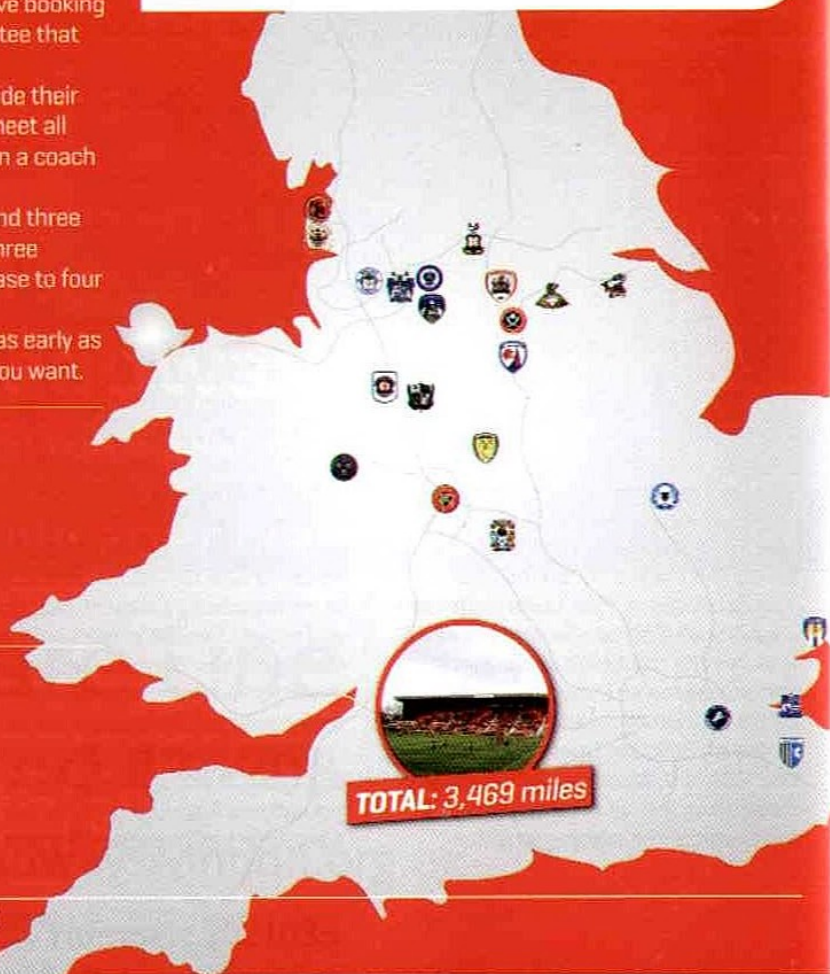 ve booking
tee that
de their
neet all
n a coach
nd three
hree
ase to four
as early as
ou want.
TOTAL: 3,469 miles